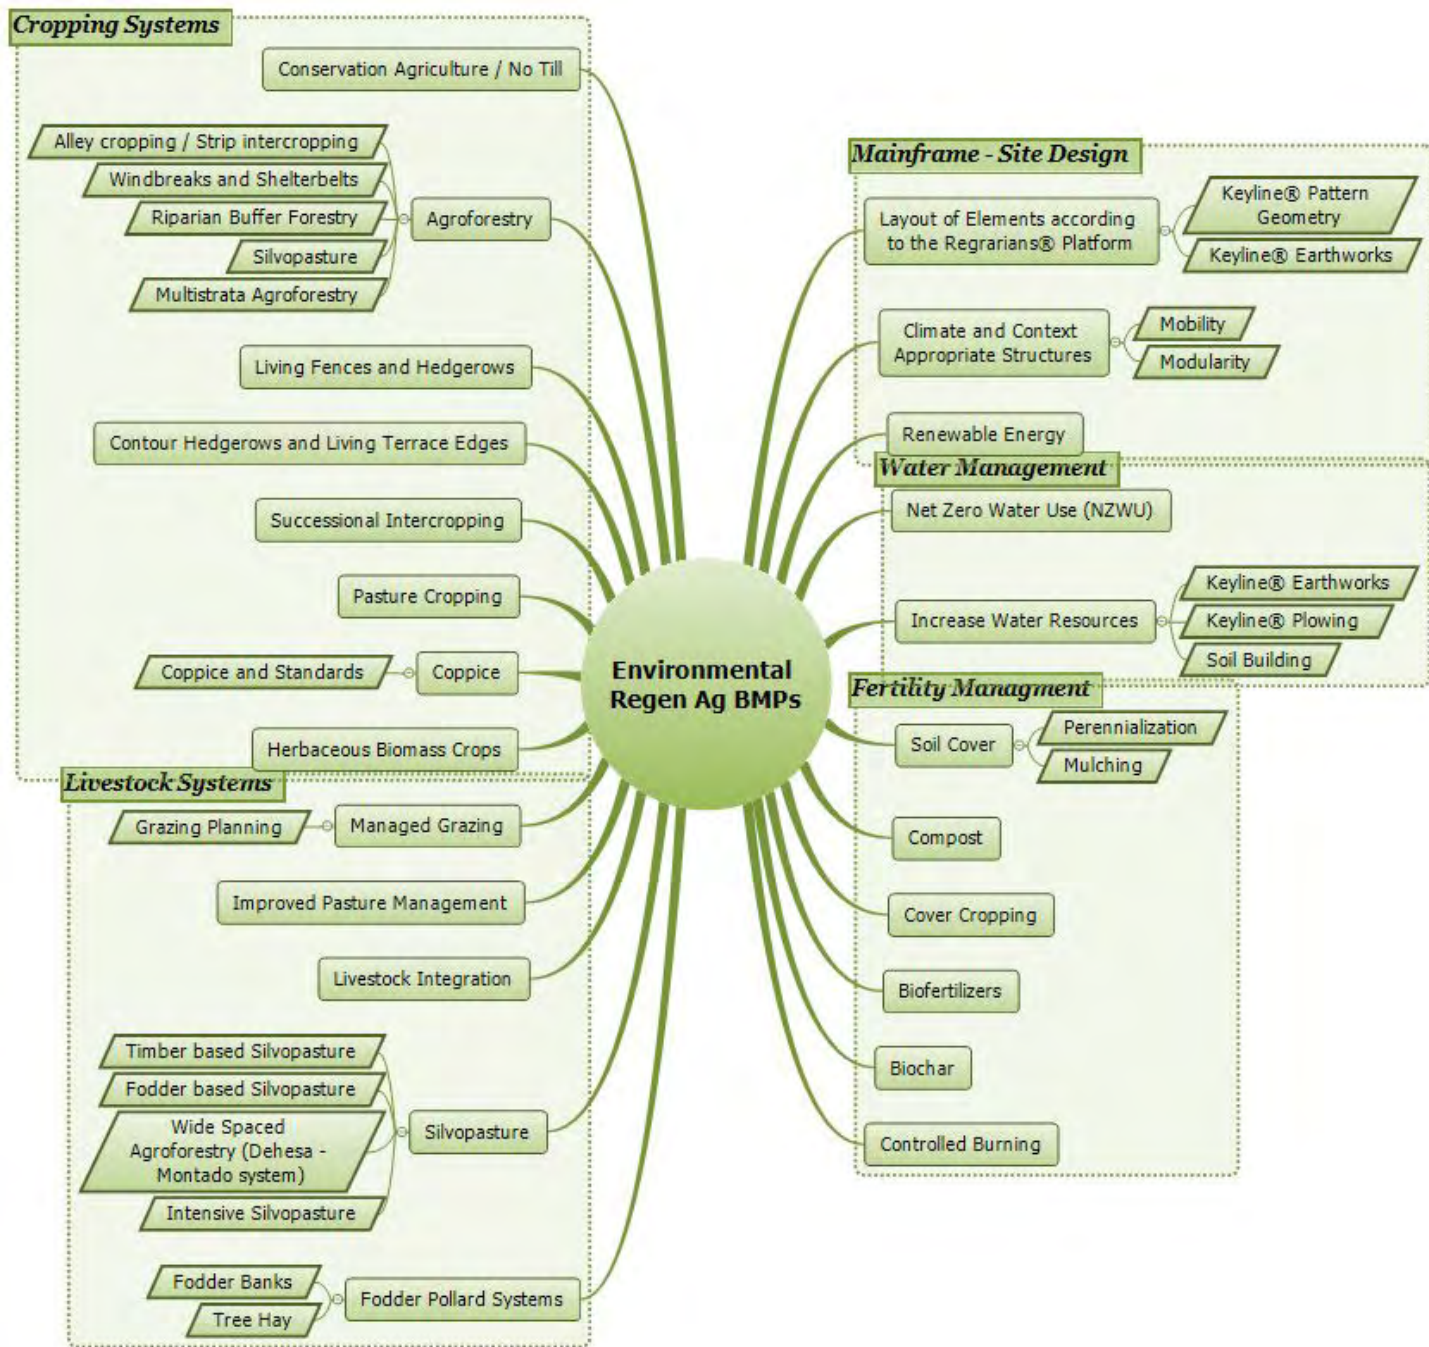 Cropping Systems
Conservation Agriculture / No Till
Alley cropping / Strip intercropping
Windbreaks and Shelterbelts
Riparian Buffer Forestry
Silvopasture
Multistrata Agroforestry
Agroforestry
Living Fences and Hedgerows
Contour Hedgerows and Living Terrace Edges
Successional Intercropping
Pasture Cropping
Coppice and Standards
Coppice
Herbaceous Biomass Crops
Livestock Systems
Grazing Planning
Managed Grazing
Improved Pasture Management
Livestock Integration
Timber based Silvopasture
Fodder based Silvopasture
Wide Spaced
Agroforestry (Dehesa -
Montado system)
Intensive Silvopasture
Silvopasture
Fodder Banks
Tree Hay
Fodder Pollard Systems
Environmental
Regen Ag BMPs
Mainframe - Site Design
Layout of Elements according
to the Regrarians® Platform
Keyline® Pattern
Geometry
Keyline® Earthworks
Climate and Context
Appropriate Structures
Mobility
Modularity
Renewable Energy
Water Management
Net Zero Water Use (NZWU)
Increase Water Resources
Keyline® Earthworks
Keyline® Plowing
Soil Building
Fertility Managment
Soil Cover
Perennialization
Mulching
Compost
Cover Cropping
Biofertilizers
Biochar
Controlled Burning